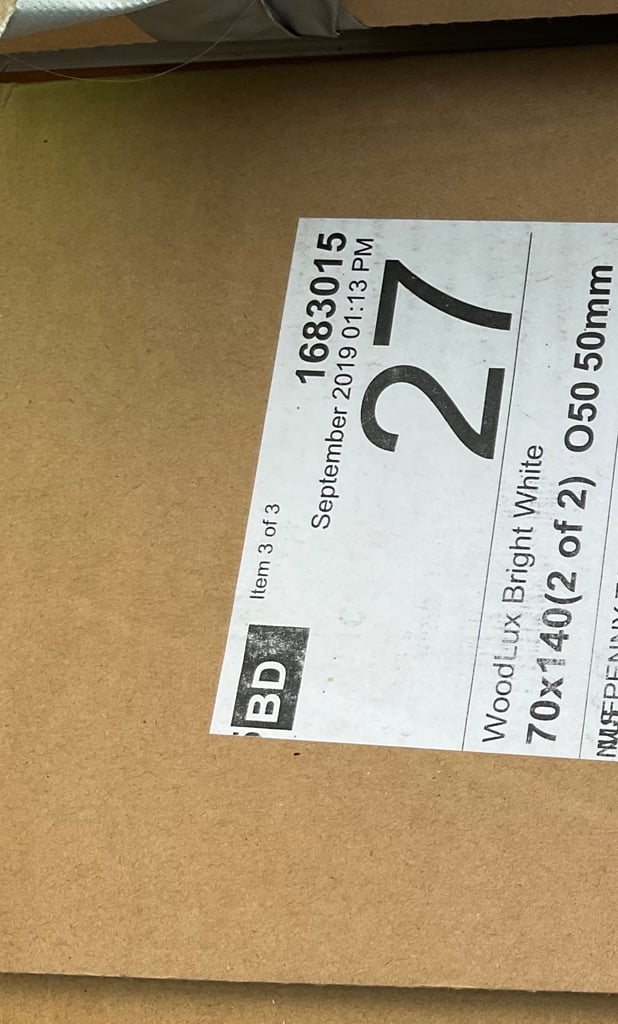 BD
Item 3 of 3
1683015
September 2019 01:13 PM
27
WoodLux Bright White
70x140(2 of 2) O50 50mm